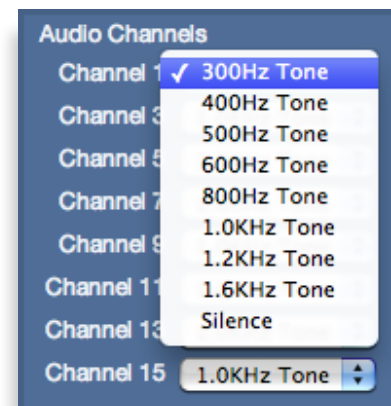 Audio Channels
Channel 1 ✓ 300Hz Tone
400Hz Tone
Channel 3
500Hz Tone
Channel 5
600Hz Tone
Channel 7
800Hz Tone
1.0KHz Tone
Channel 9
1.2KHz Tone
Channel 11
1.6KHz Tone
Channel 13
Silence
Channel 15 1.0KHz Tone